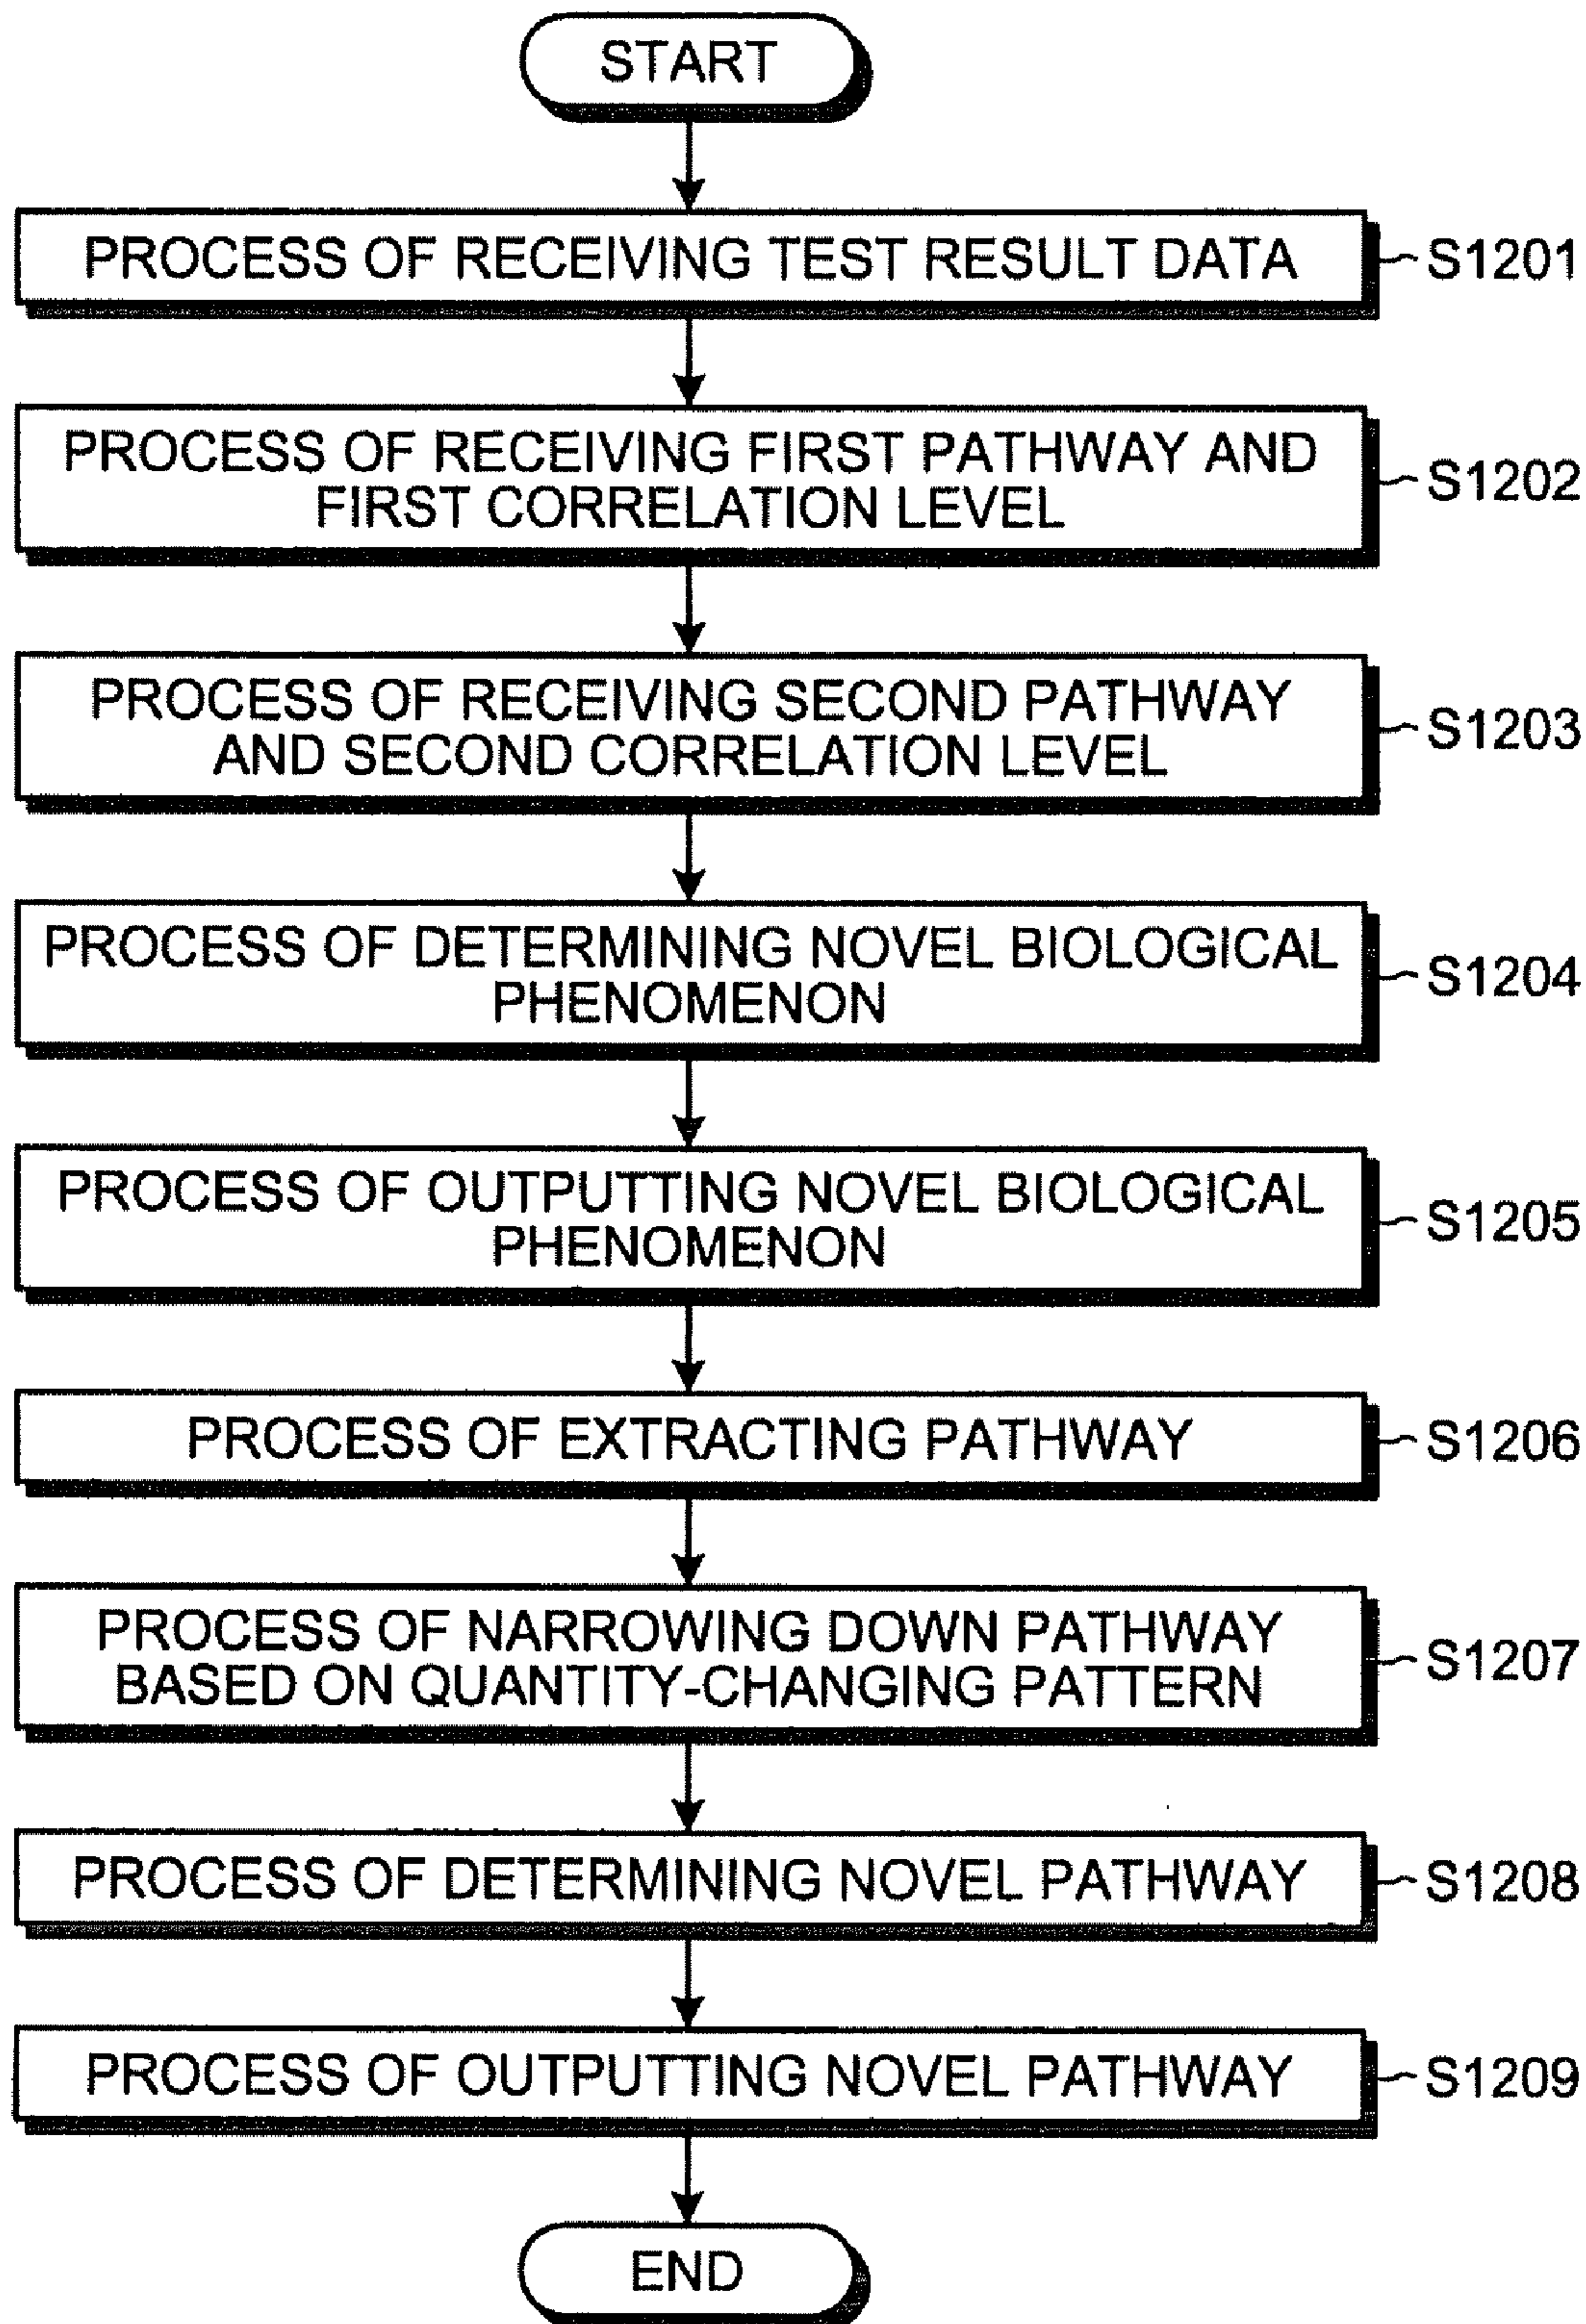 START
PROCESS OF RECEIVING TEST RESULT DATA
S1201
PROCESS OF RECEIVING FIRST PATHWAY AND
FIRST CORRELATION LEVEL
S1202
PROCESS OF RECEIVING SECOND PATHWAY
AND SECOND CORRELATION LEVEL
S1203
PROCESS OF DETERMINING NOVEL BIOLOGICAL
PHENOMENON
S1204
PROCESS OF OUTPUTTING NOVEL BIOLOGICAL
PHENOMENON
S1205
PROCESS OF EXTRACTING PATHWAY
S1206
PROCESS OF NARROWING DOWN PATHWAY
BASED ON QUANTITY-CHANGING PATTERN
S1207
PROCESS OF DETERMINING NOVEL PATHWAY
S1208
PROCESS OF OUTPUTTING NOVEL PATHWAY
S1209
END